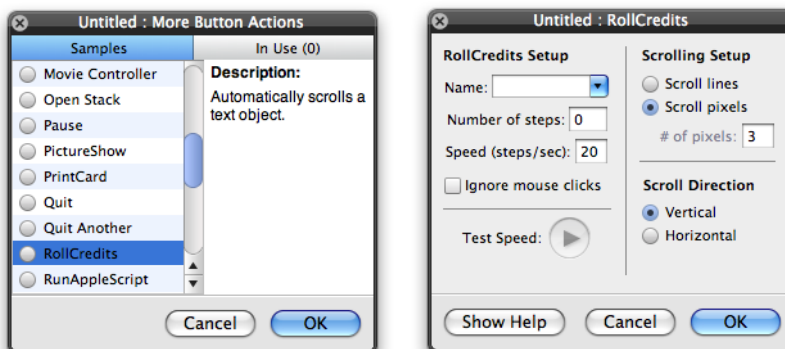 Untitled : More Button Actions
Samples
In Use (0)
Movie Controller
Open Stack
Pause
PictureShow
PrintCard
Quit
Quit Another
RollCredits
RunAppleScript
Description:
Automatically scrolls a
text object.
Cancel
OK
Untitled : RollCredits
RollCredits Setup
Name:
Number of steps: 0
Speed (steps/sec): 20
Ignore mouse clicks
Test Speed:
Scrolling Setup
Scroll lines
Scroll pixels
# of pixels: 3
Scroll Direction
Vertical
Horizontal
Show Help
Cancel
OK